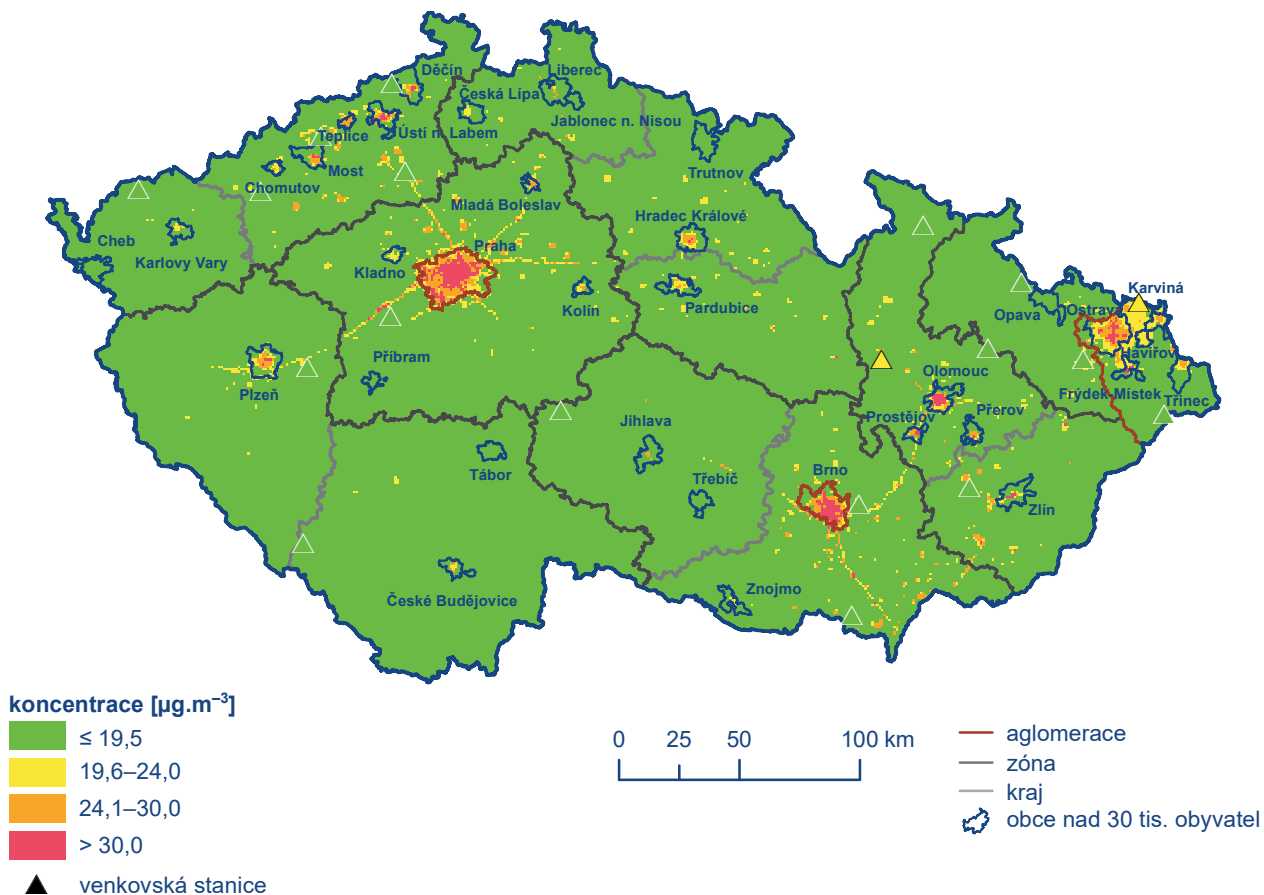 Děčín
Liberec
Česká Lípa
Jablonec n. Nisou
Teplice
Ústí n. Labem
Trutnov
Most
Chomutov
Mladá Boleslav
Hradec Králové
Cheb
Karlovy Vary
Praha
Kladno
Kolín
Pardubice
Karviná
Opava
Ostrava
Havířov
Příbram
Plzeň
Olomouc
Frýdek-Místek
Třinec
Prostějov
Přerov
Jihlava
Tábor
Třebíč
Brno
Zlín
Znojmo
České Budějovice
koncentrace [µg.m⁻³]
≤ 19,5
19,6–24,0
24,1–30,0
> 30,0
venkovská stanice
0 25 50 100 km
aglomerace
zóna
kraj
obce nad 30 tis. obyvatel